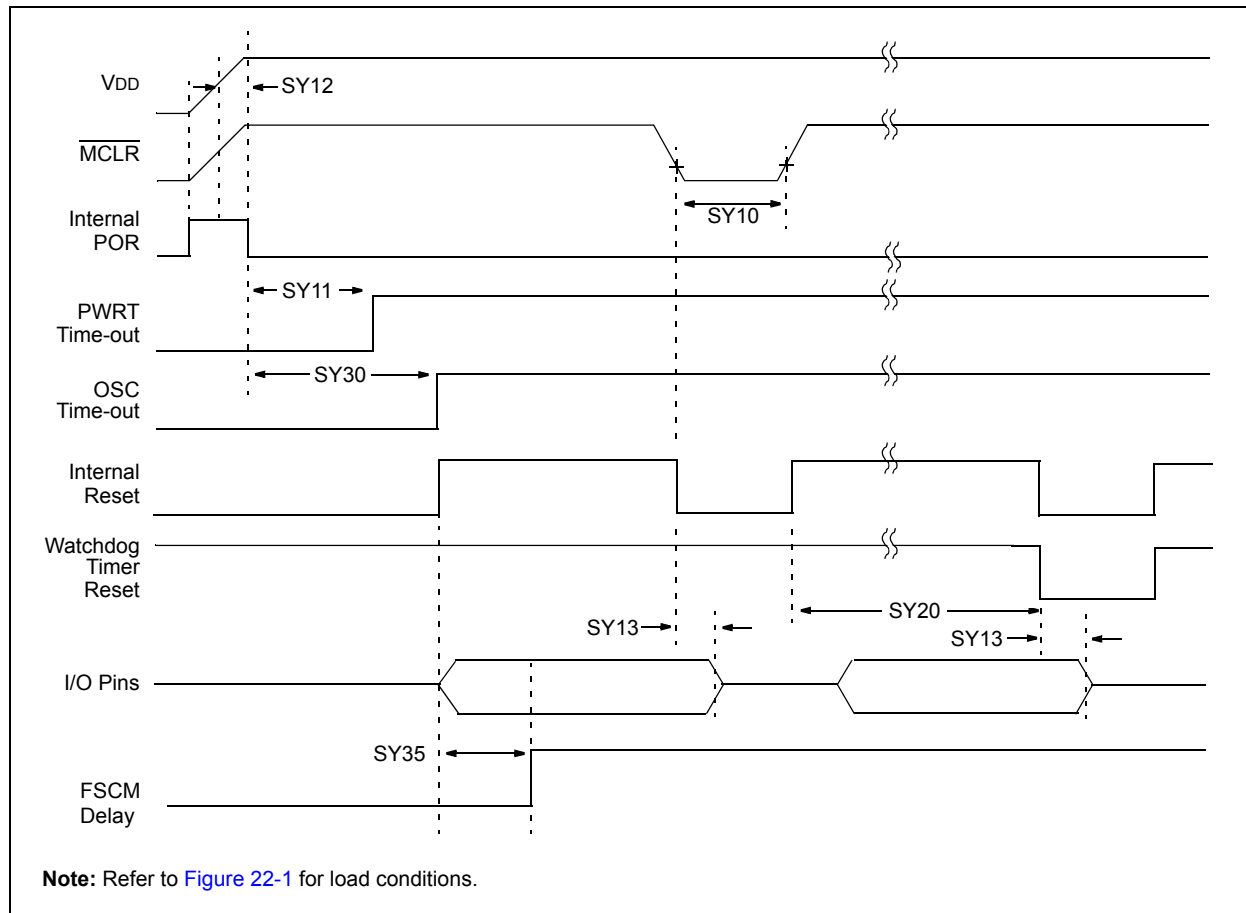 VDD
SY12
MCLR
SY10
Internal
POR
SY11
PWRT
Time-out
SY30
OSC
Time-out
Internal
Reset
Watchdog
Timer
Reset
SY20
SY13
SY13
I/O Pins
SY35
FSCM
Delay
Note: Refer to Figure 22-1 for load conditions.